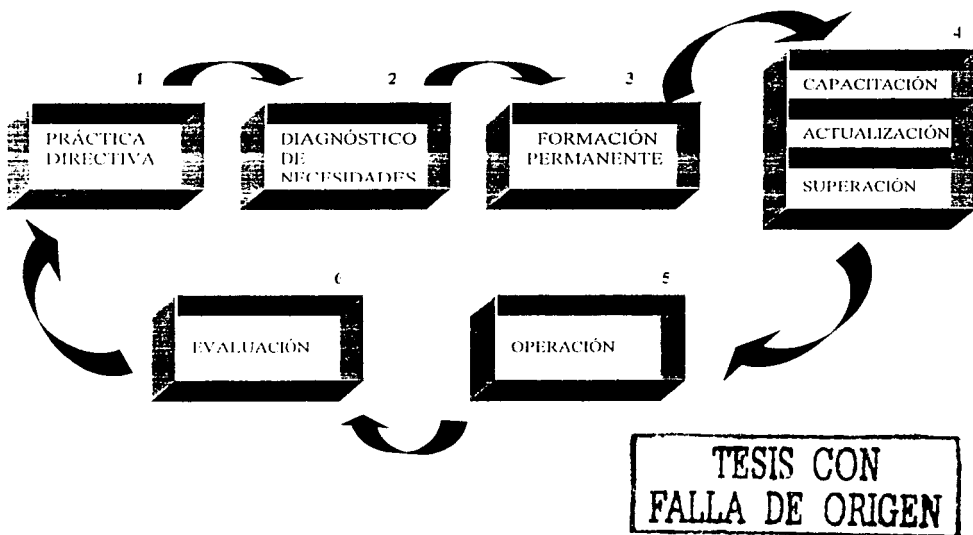 1
PRÁCTICA
DIRECTIVA
2
DIAGNÓSTICO
DE
NECESIDADES
3
FORMACIÓN
PERMANENTE
4
CAPACITACIÓN
ACTUALIZACIÓN
SUPERACIÓN
5
OPERACIÓN
6
EVALUACIÓN
TESIS CON
FALLA DE ORIGEN